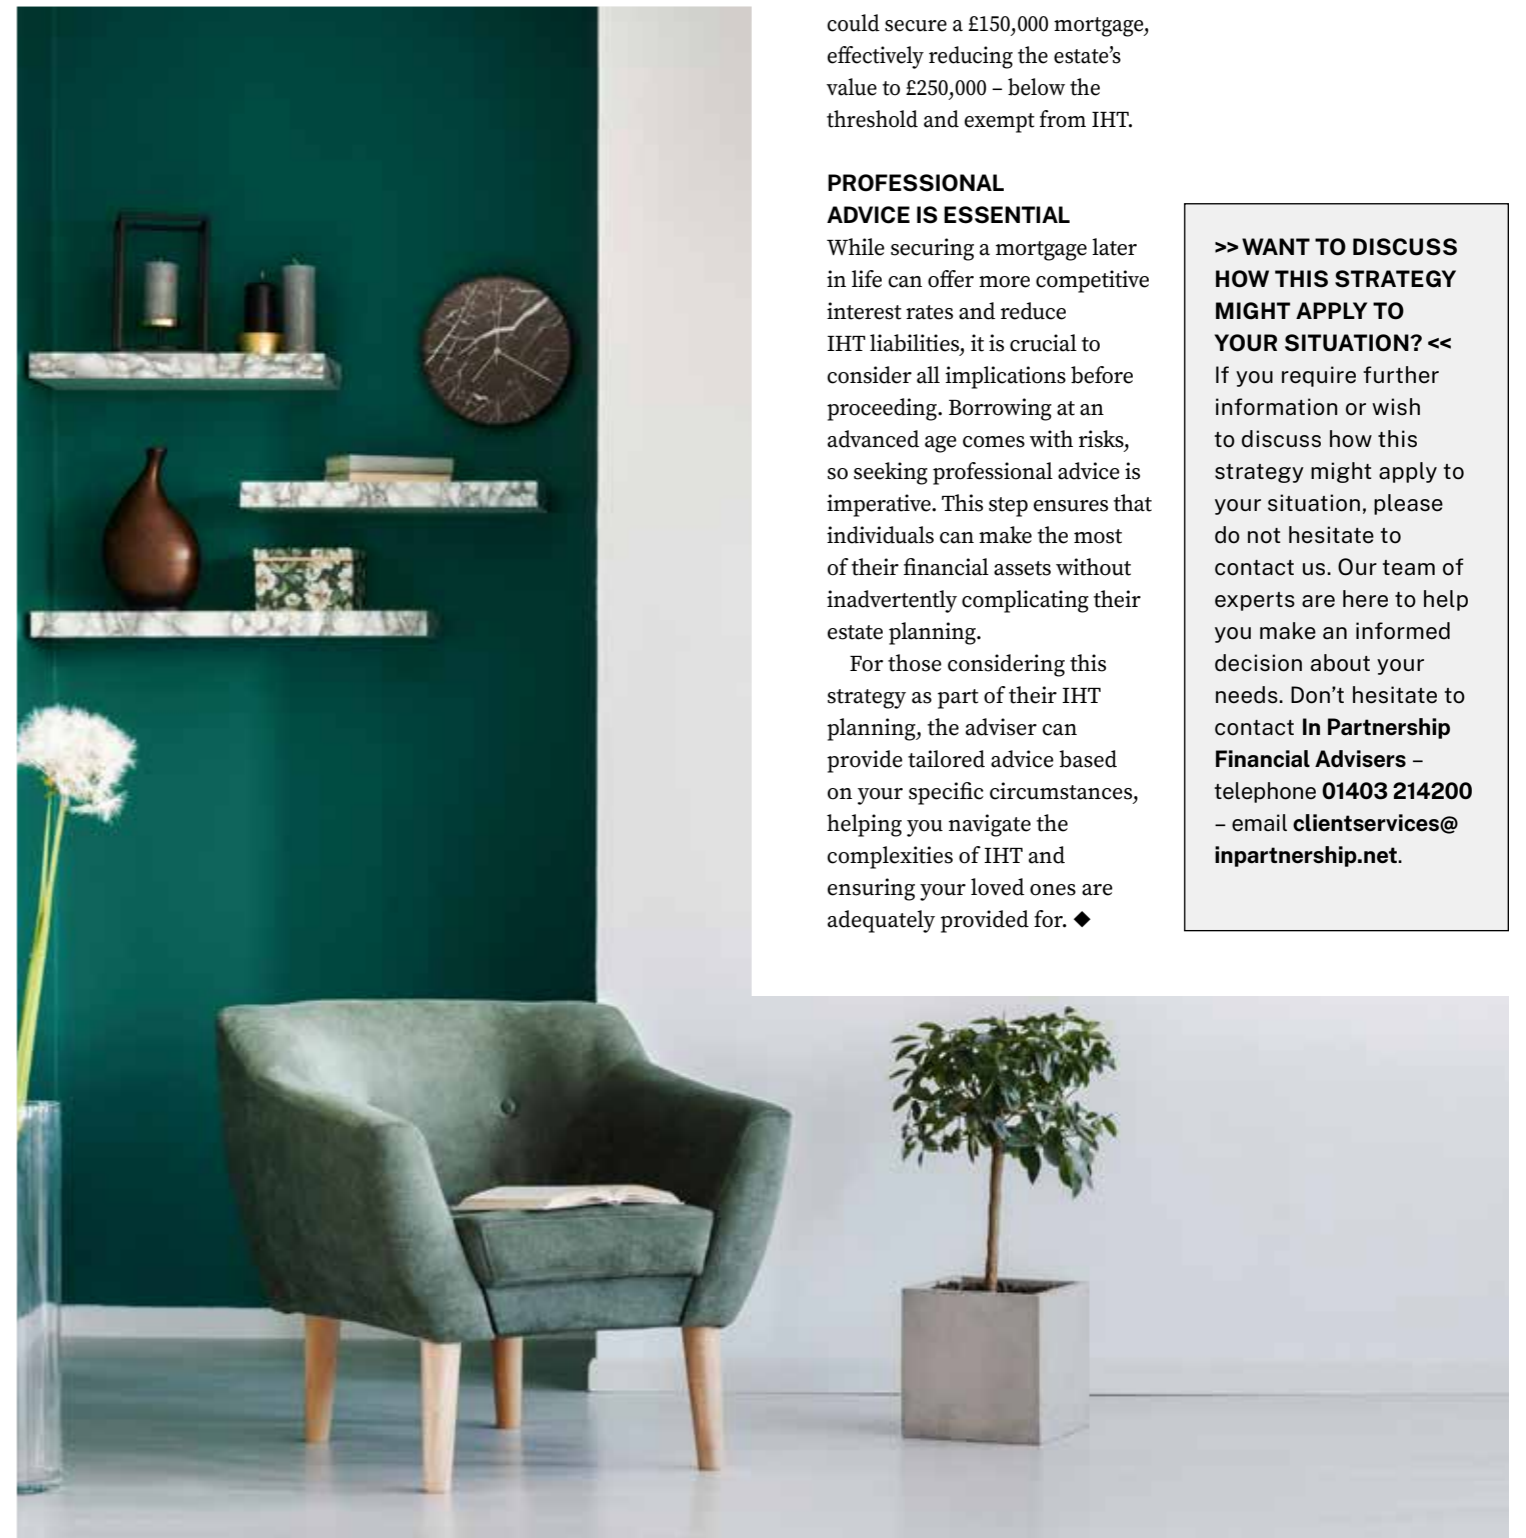 could secure a £150,000 mortgage,
effectively reducing the estate’s
value to £250,000 – below the
threshold and exempt from IHT.
PROFESSIONAL
ADVICE IS ESSENTIAL
While securing a mortgage later
in life can offer more competitive
interest rates and reduce
IHT liabilities, it is crucial to
consider all implications before
proceeding. Borrowing at an
advanced age comes with risks,
so seeking professional advice is
imperative. This step ensures that
individuals can make the most
of their financial assets without
inadvertently complicating their
estate planning.
For those considering this
strategy as part of their IHT
planning, the adviser can
provide tailored advice based
on your specific circumstances,
helping you navigate the
complexities of IHT and
ensuring your loved ones are
adequately provided for. ◆
>> WANT TO DISCUSS
HOW THIS STRATEGY
MIGHT APPLY TO
YOUR SITUATION? <<
If you require further
information or wish
to discuss how this
strategy might apply to
your situation, please
do not hesitate to
contact us. Our team of
experts are here to help
you make an informed
decision about your
needs. Don’t hesitate to
contact In Partnership
Financial Advisers –
telephone 01403 214200
– email clientservices@
inpartnership.net.